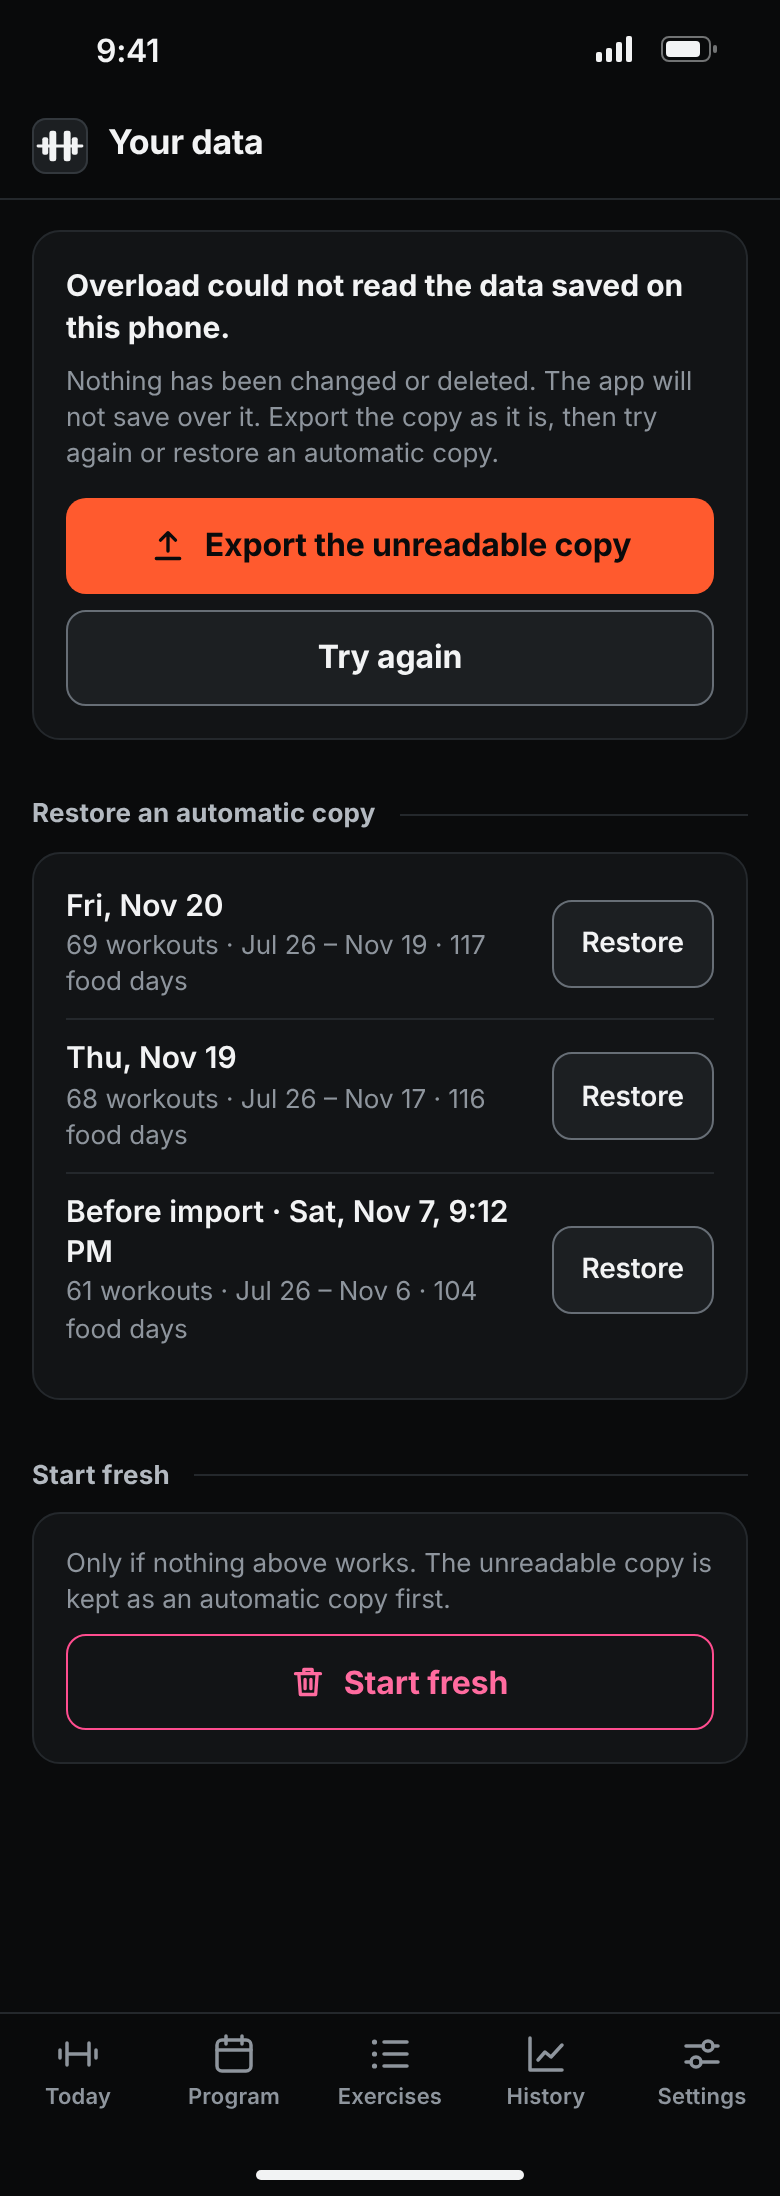 9:41
Your data
Overload could not read the data saved on
this phone.
Nothing has been changed or deleted. The app will
not save over it. Export the copy as it is, then try
again or restore an automatic copy.
Export the unreadable copy
Try again
Restore an automatic copy
Fri, Nov 20
69 workouts · Jul 26 – Nov 19 · 117
food days
Restore
Thu, Nov 19
68 workouts · Jul 26 – Nov 17 · 116
food days
Restore
Before import · Sat, Nov 7, 9:12
PM
61 workouts · Jul 26 – Nov 6 · 104
food days
Restore
Start fresh
Only if nothing above works. The unreadable copy is
kept as an automatic copy first.
Start fresh
Today
Program
Exercises
History
Settings